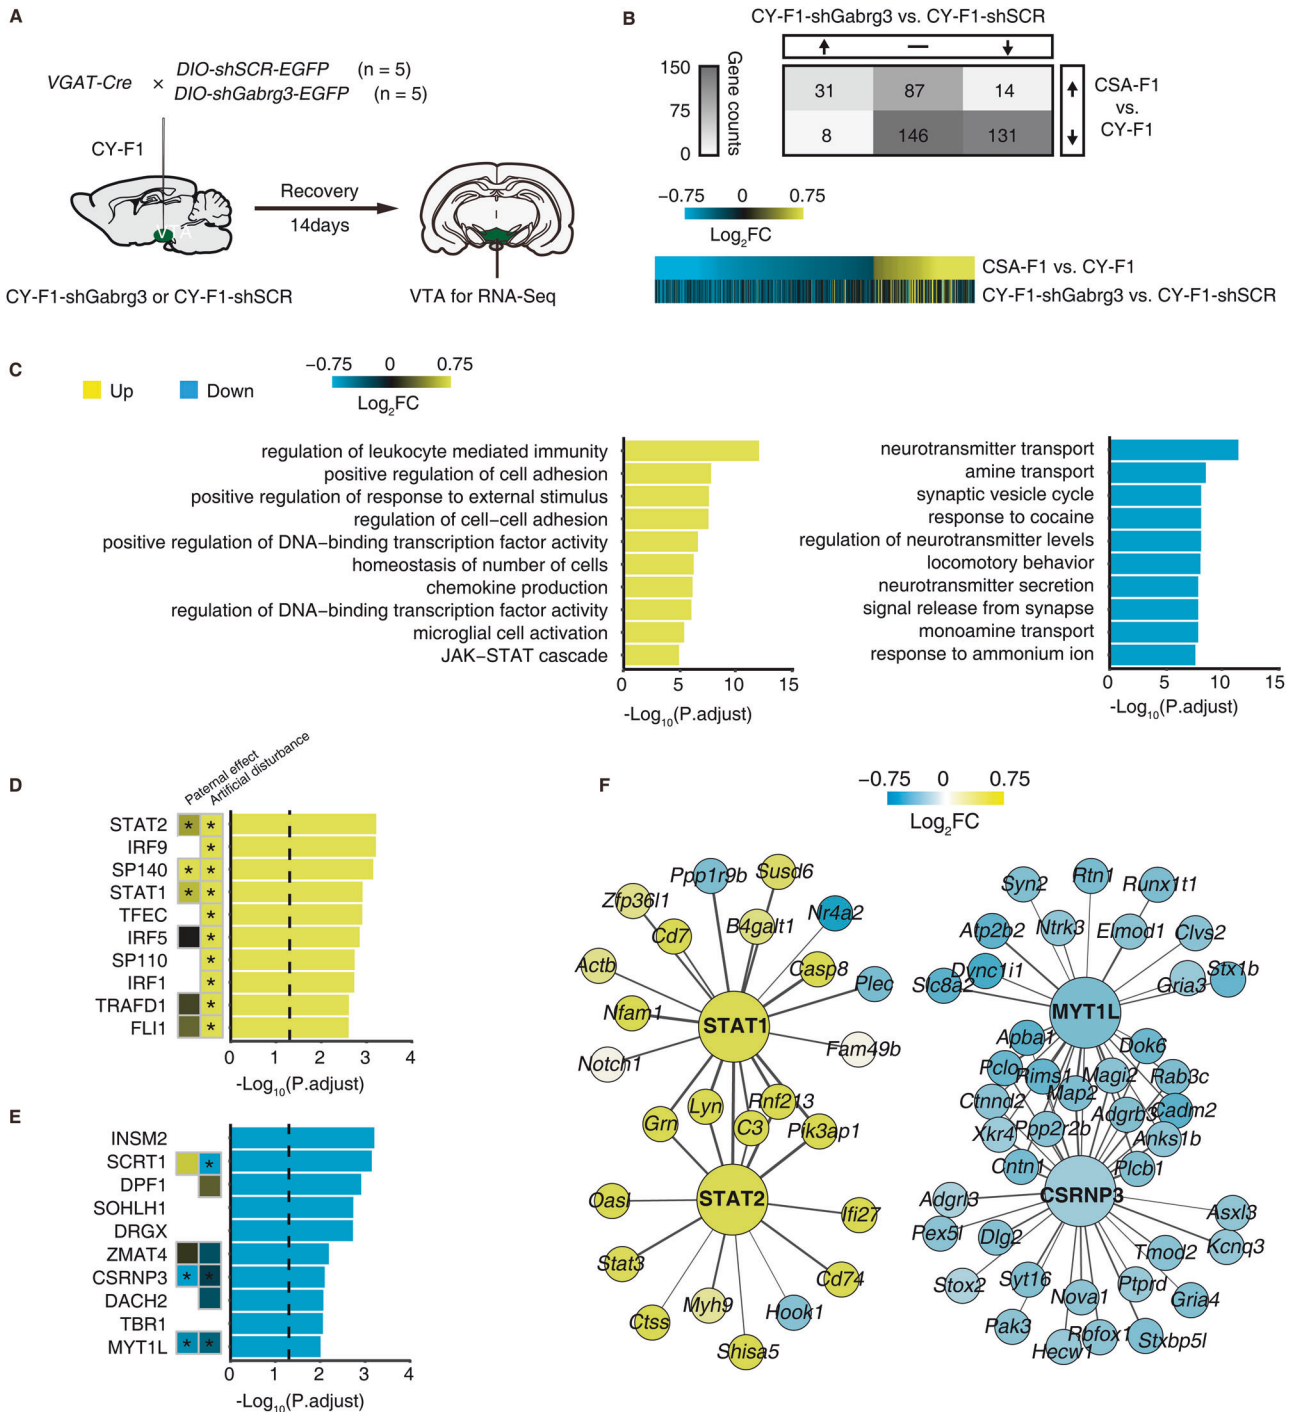 A
VGAT-Cre × DIO-shSCR-EGFP (n = 5)
DIO-shGabrg3-EGFP (n = 5)
CY-F1
VTA
Recovery
14days
CY-F1-shGabrg3 or CY-F1-shSCR
VTA for RNA-Seq
B
CY-F1-shGabrg3 vs. CY-F1-shSCR
↑ — ↓
150
75
0
Gene counts
31 87 14
8 146 131
↑
↓
CSA-F1
vs.
CY-F1
−0.75 0 0.75
Log2FC
CSA-F1 vs. CY-F1
CY-F1-shGabrg3 vs. CY-F1-shSCR
C
Up
Down
−0.75 0 0.75
Log2FC
regulation of leukocyte mediated immunity
positive regulation of cell adhesion
positive regulation of response to external stimulus
regulation of cell−cell adhesion
positive regulation of DNA−binding transcription factor activity
homeostasis of number of cells
chemokine production
regulation of DNA−binding transcription factor activity
microglial cell activation
JAK−STAT cascade
0 5 10 15
-Log10(P.adjust)
neurotransmitter transport
amine transport
synaptic vesicle cycle
response to cocaine
regulation of neurotransmitter levels
locomotory behavior
neurotransmitter secretion
signal release from synapse
monoamine transport
response to ammonium ion
0 5 10 15
-Log10(P.adjust)
D
Paternal effect
Artificial disturbance
STAT2 * *
IRF9 *
SP140 * *
STAT1 * *
TFEC *
IRF5 *
SP110 *
IRF1 *
TRAFD1 *
FLI1 *
0 1 2 3 4
-Log10(P.adjust)
E
INSM2
SCRT1 *
DPF1
SOHLH1
DRGX
ZMAT4
CSRNP3 * *
DACH2
TBR1
MYT1L * *
0 1 2 3 4
-Log10(P.adjust)
F
−0.75 0 0.75
Log2FC
Ppp1r9b
Susd6
Zfp36l1
Cd7
B4galt1
Nr4a2
Actb
Casp8
Plec
Nfam1
STAT1
Notch1
Fam49b
Lyn
Rnf213
Grn
C3
Pik3ap1
STAT2
Oasl
Ifi27
Stat3
Cd74
Ctss
Myh9
Hook1
Shisa5
Syn2
Rtn1
Runx1t1
Atp2b2
Ntrk3
Elmod1
Clvs2
Slc8a2
Dync1i1
Gria3
Stx1b
MYT1L
Apba1
Dok6
Pclo
Rims1
Magi2
Rab3c
Ctnnd2
Map2
Adgrb3
Cadm2
Xkr4
Ppp2r2b
Anks1b
Cntn1
Plcb1
CSRNP3
Adgrl3
Asxl3
Pex5l
Dlg2
Tmod2
Kcnq3
Stox2
Syt16
Nova1
Ptprd
Gria4
Pak3
Hecw1
Rbfox1
Stxbp5l